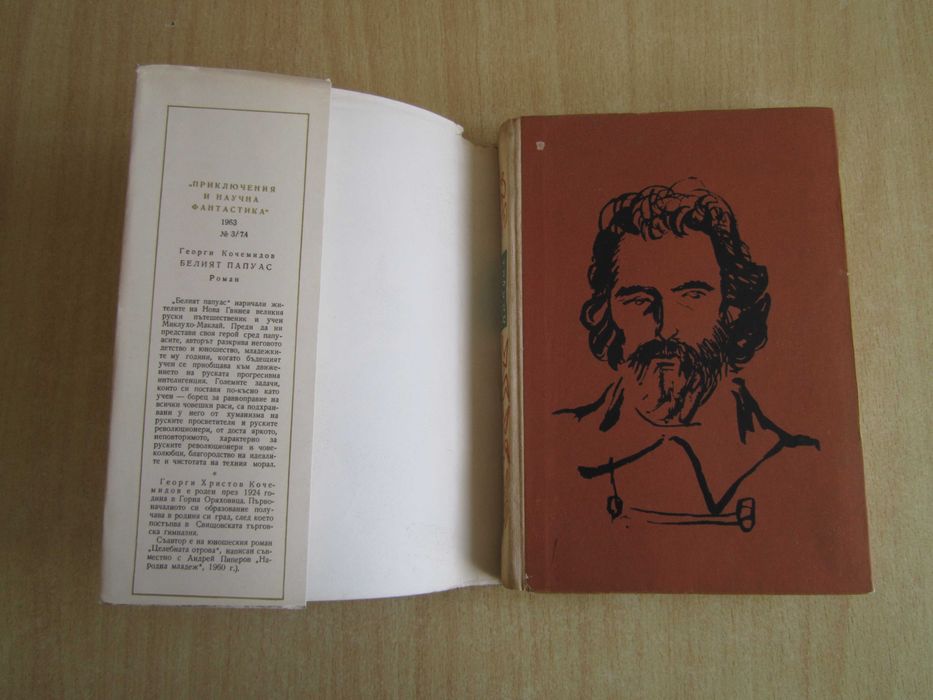 „ПРИКЛЮЧЕНИЯ
И НАУЧНА
ФАНТАСТИКА“
1963
№ 3/74
Георги Кочемидов
БЕЛИЯТ ПАПУАС
Роман
„Белият папуас“ наричали жи-
телите на Нова Гвинея великия
руски пътешественик и учен
Миклухо-Маклай. Преди да ни
представи своя герой сред папу-
асите, авторът разкрива неговото
детство и юношество, младежки-
те му години, когато бъдещият
учен се приобщава към движе-
нието на руската прогресивна
интелигенция. Големите задачи,
които си поставя по-късно като
учен — борец за равноправие на
всички човешки раси, са подхран-
вани у него от хуманизма на
руските просветители и руските
революционери, от доста яркото,
неповторимото, характерно за
руските революционери и чове-
колюбци, благородство на идеали-
те и чистотата на техния морал.
*
Георги Христов Коче-
мидов е роден през 1924 го-
дина в Горна Оряховица. Първо-
началното си образование получа-
ва в родния си град, след което
постъпва в Свищовската търгов-
ска гимназия.
Съавтор е на юношеския роман
„Целебната отрова“, написан съв-
местно с Андрей Пиперов „На-
родна младеж“, 1960 г.).